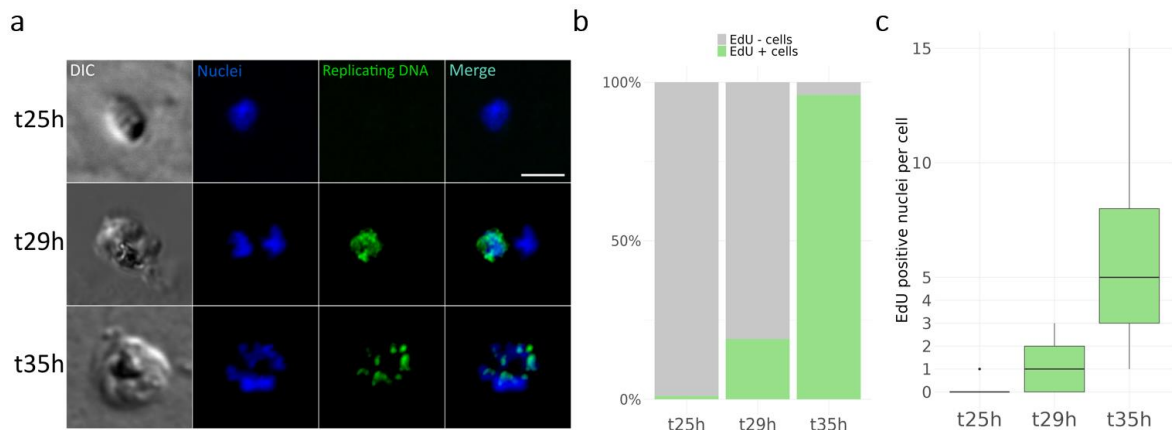 a
DIC
Nuclei
Replicating DNA
Merge
t25h
t29h
t35h
b
EdU - cells
EdU + cells
100%
50%
0%
t25h
t29h
t35h
c
EdU positive nuclei per cell
15
10
5
4
3
2
1
0
t25h
t29h
t35h